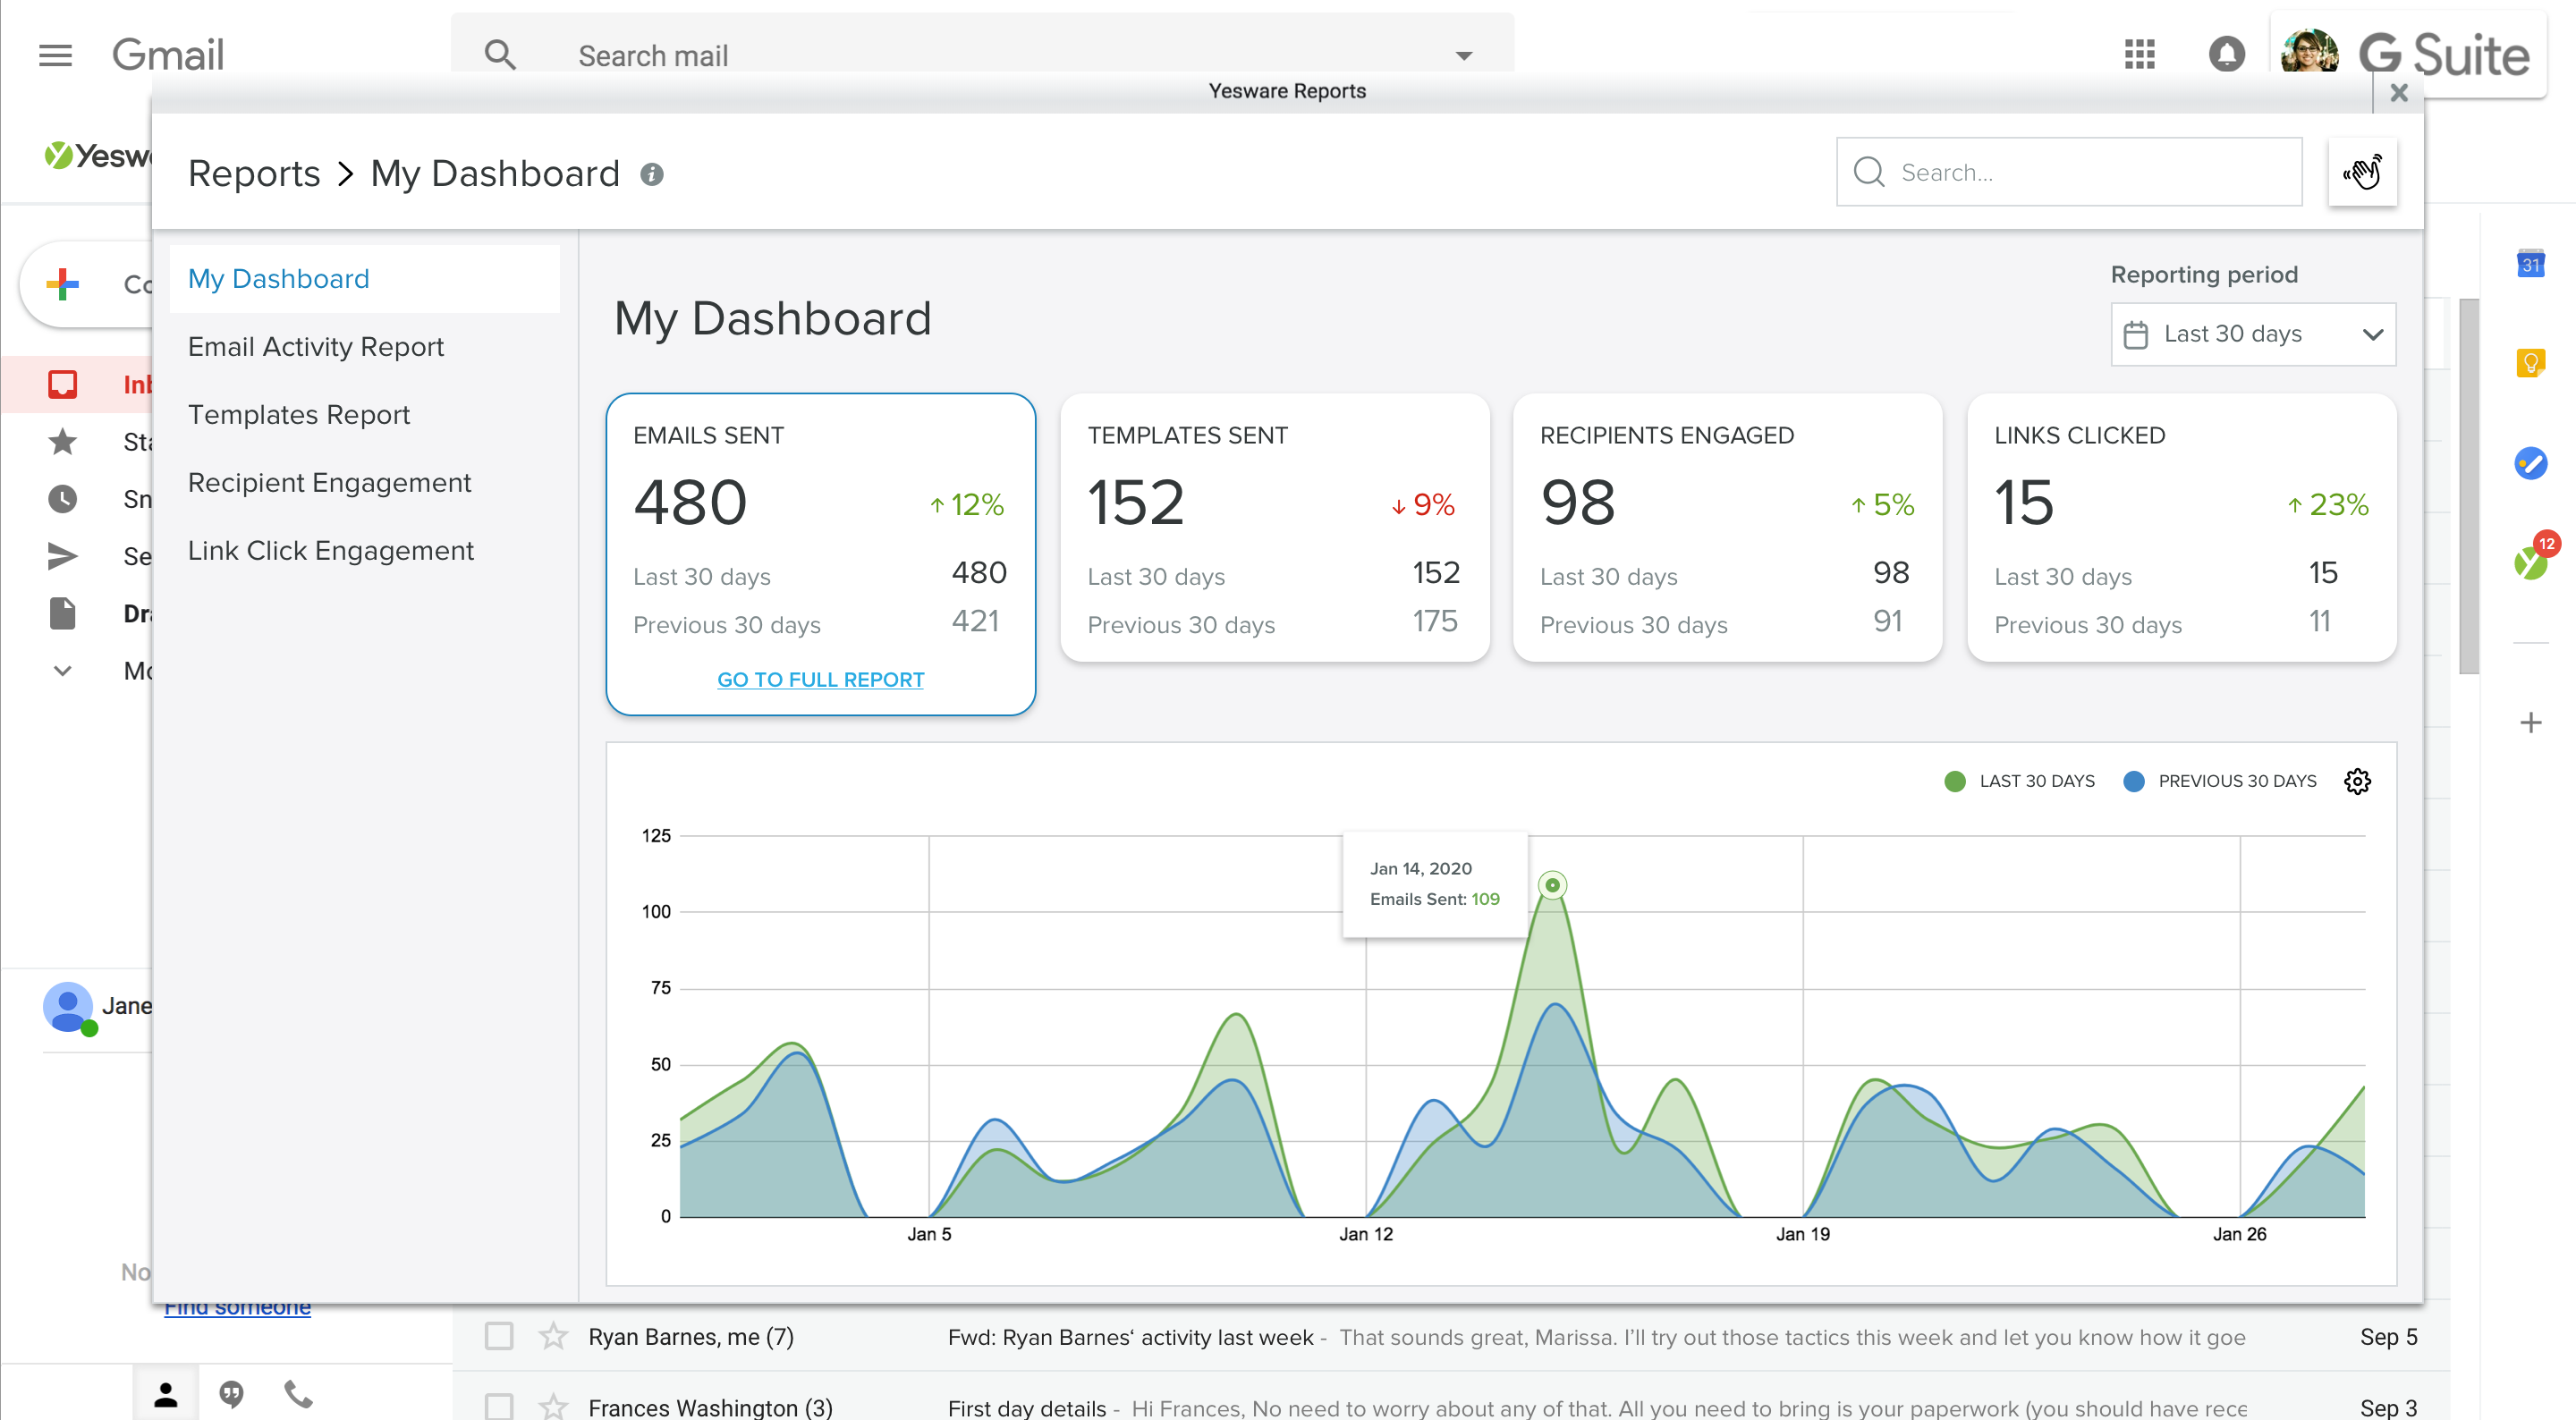 Gmail
Search mail
G Suite
Yesware Reports
Yesw
Reports > My Dashboard
Search...
My Dashboard
Email Activity Report
Templates Report
Recipient Engagement
Link Click Engagement
Co
Inb
Sta
Sn
Se
Dra
Mo
Jane
No
Find someone
My Dashboard
Reporting period
Last 30 days
EMAILS SENT
480 ↑ 12%
Last 30 days 480
Previous 30 days 421
GO TO FULL REPORT
TEMPLATES SENT
152 ↓ 9%
Last 30 days 152
Previous 30 days 175
RECIPIENTS ENGAGED
98 ↑ 5%
Last 30 days 98
Previous 30 days 91
LINKS CLICKED
15 ↑ 23%
Last 30 days 15
Previous 30 days 11
LAST 30 DAYS PREVIOUS 30 DAYS
125
100
75
50
25
0
Jan 14, 2020
Emails Sent: 109
Jan 5 Jan 12 Jan 19 Jan 26
31
12
Ryan Barnes, me (7) Fwd: Ryan Barnes‘ activity last week - That sounds great, Marissa. I’ll try out those tactics this week and let you know how it goe Sep 5
Frances Washington (3) First day details - Hi Frances, No need to worry about any of that. All you need to bring is your paperwork (you should have rece Sep 3